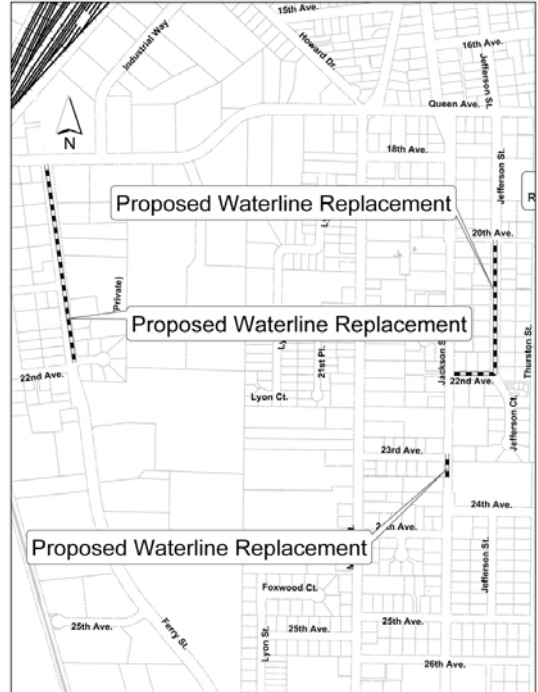 15th Ave.
Industrial Way
Howard Dr.
16th Ave.
Jefferson St.
Queen Ave.
N
18th Ave.
Jefferson St.
Proposed Waterline Replacement
R
20th Ave.
(Private)
Proposed Waterline Replacement
21st Pl.
Jackson S
Thurston St.
22nd Ave.
22nd Ave.
Lyon Ct.
Jefferson Ct.
23rd Ave.
24th Ave.
th Ave.
Proposed Waterline Replacement
Jefferson St.
Foxwood Ct.
25th Ave.
Ferry St.
Lyon St.
25th Ave.
25th Ave.
26th Ave.